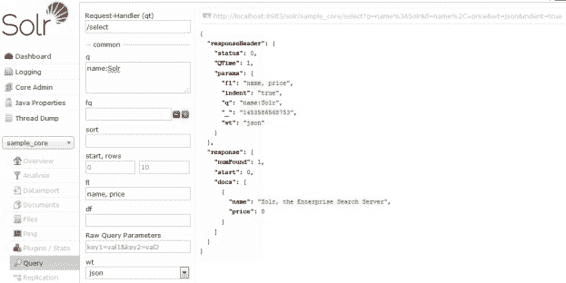 Solr
Dashboard
Logging
Core Admin
Java Properties
Thread Dump
sample_core
Overview
Analysis
Dataimport
Documents
Files
Ping
Plugins / Stats
Query
Replication
Request-Handler (qt)
/select
common
q
name:Solr
fq
sort
start, rows
0 10
fl
name, price
df
Raw Query Parameters
key1=val1&key2=val2
wt
json
http://localhost:8983/solr/sample_core/select?q=name%3ASolr&fl=name%2C+price&wt=json&indent=true
{
"responseHeader": {
"status": 0,
"QTime": 1,
"params": {
"fl": "name, price",
"indent": "true",
"q": "name:Solr",
"wt": "json"
}
},
"response": {
"numFound": 1,
"start": 0,
"docs": [
{
"name": "Solr, the Enterprise Search Server",
"price": 0
}
]
}
}